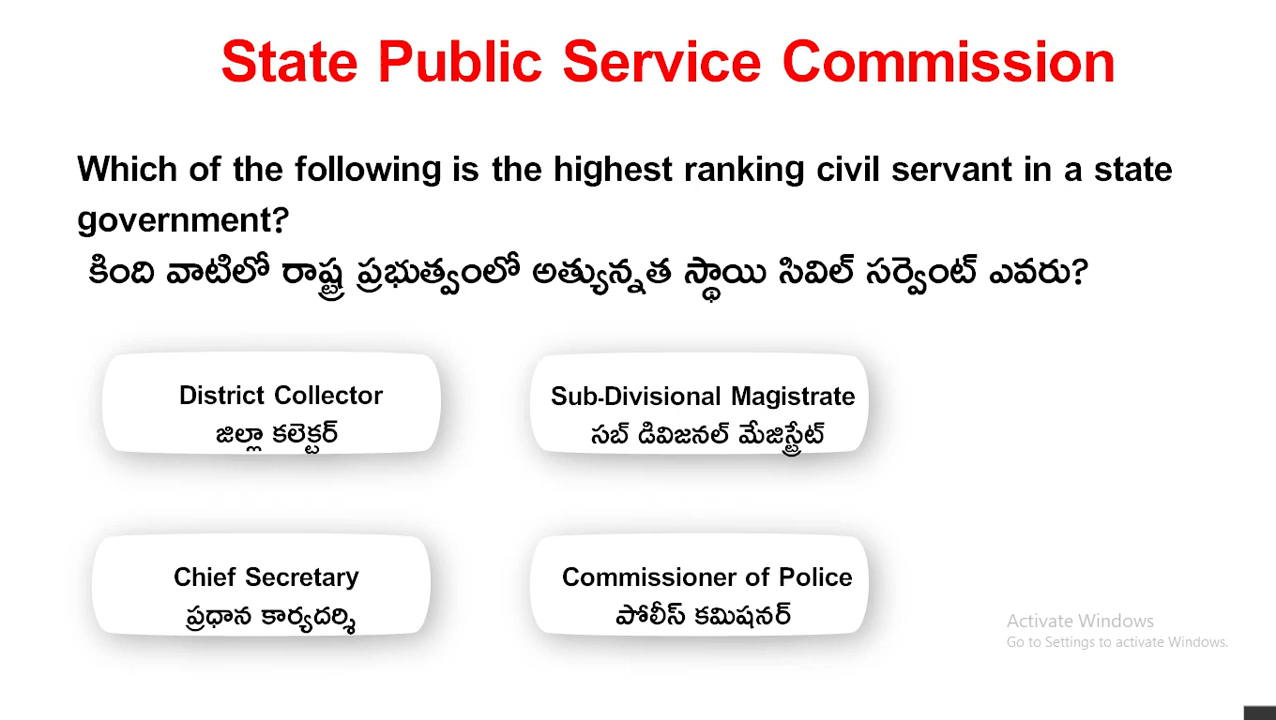 State Public Service Commission
Which of the following is the highest ranking civil servant in a state
government?
కింది వాటిలో రాష్ట్ర ప్రభుత్వంలో అత్యున్నత స్థాయి సివిల్ సర్వెంట్ ఎవరు?
District Collector
జిల్లా కలెక్టర్
Sub-Divisional Magistrate
సబ్ డివిజనల్ మేజిస్ట్రేట్
Chief Secretary
ప్రధాన కార్యదర్శి
Commissioner of Police
పోలీస్ కమిషనర్
Activate Windows
Go to Settings to activate Windows.